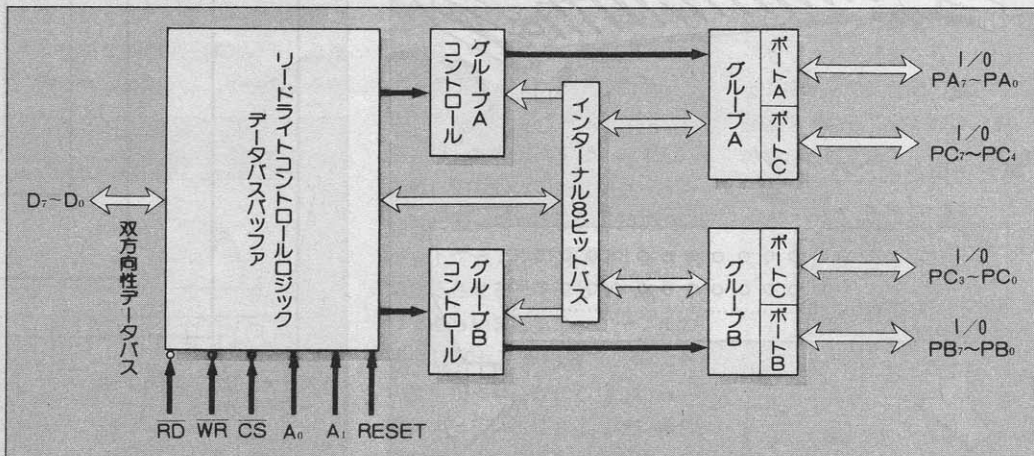 D₇~D₀
双方向性データバス
リードライトコントロールロジック
データバスバッファ
R̅D̅
W̅R̅
C̅S̅
A₀
A₁
RESET
グループA
コントロール
グループB
コントロール
インターナル8ビットバス
グループA
ポートA
ポートC
グループB
ポートC
ポートB
I/O
PA₇~PA₀
I/O
PC₇~PC₄
I/O
PC₃~PC₀
I/O
PB₇~PB₀